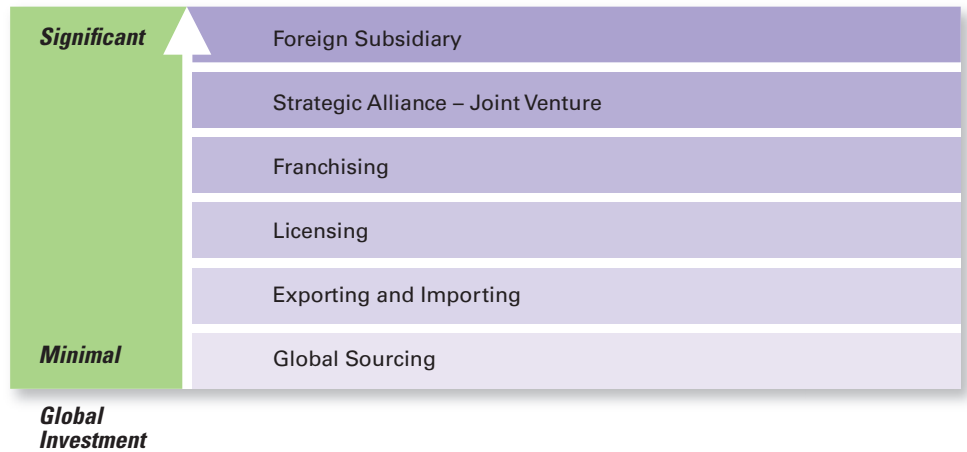 Significant
Foreign Subsidiary
Strategic Alliance – Joint Venture
Franchising
Licensing
Exporting and Importing
Minimal
Global Sourcing
Global
Investment